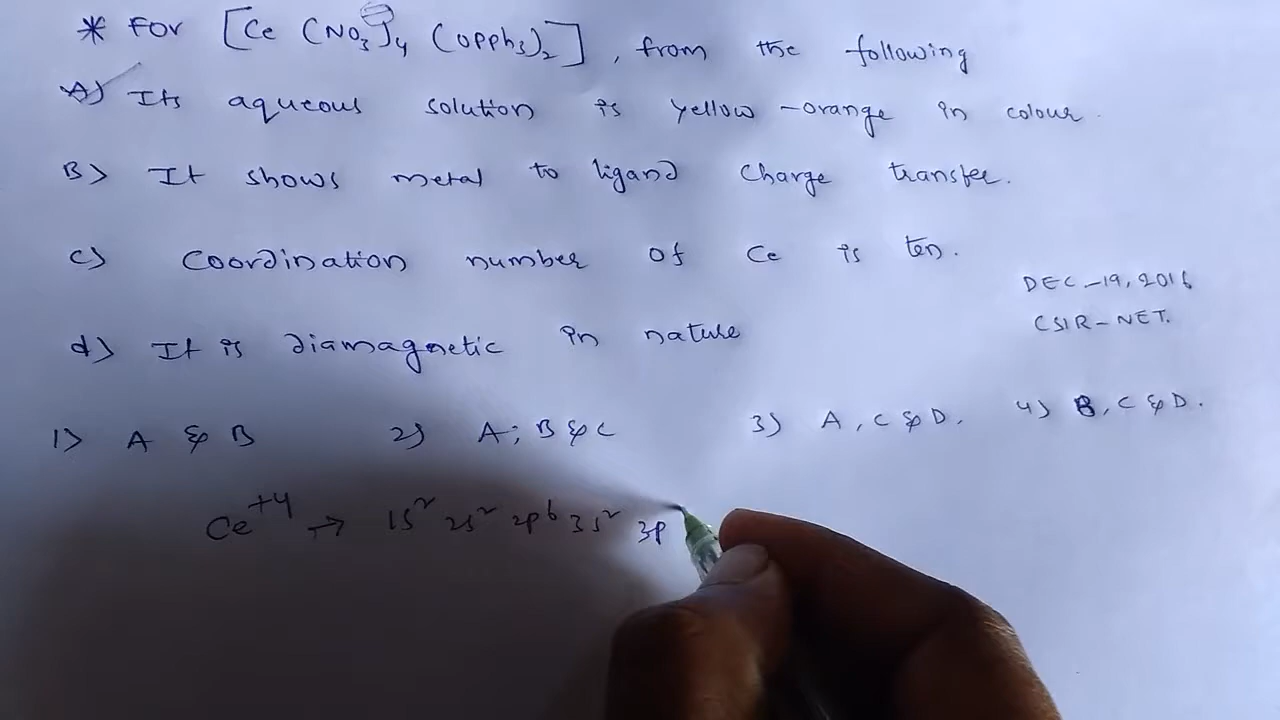 * For [Ce (NO₃⁻)₄ (OPPh₃)₂], from the following
A) Its aqueous solution is yellow-orange in colour.
B) It shows metal to ligand charge transfer.
c) coordination number of Ce is ten.
d) It is diamagnetic in nature
DEC-19, 2016
CSIR-NET.
1) A & B 2) A, B & C 3) A, C & D. 4) B, C & D.
Ce⁺⁴ → 1s² 2s² 2p⁶ 3s² 3p